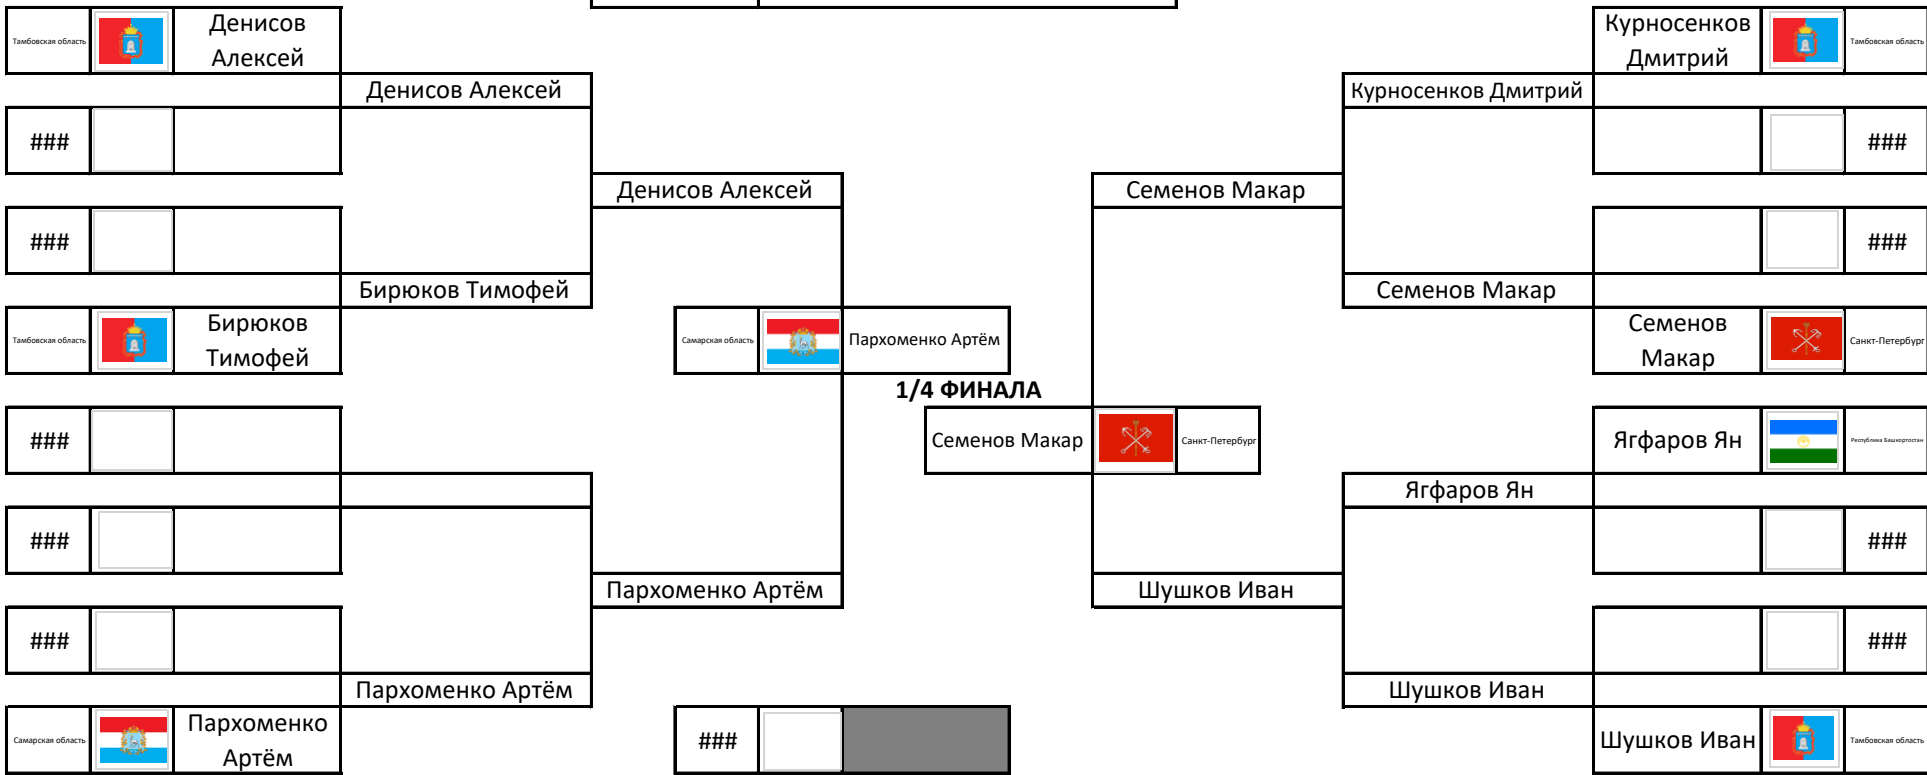 Тамбовская область
Денисов
Алексей
Курносенков
Дмитрий
Тамбовская область
Денисов Алексей
Курносенков Дмитрий
###
###
Денисов Алексей
Семенов Макар
###
###
Бирюков Тимофей
Семенов Макар
Тамбовская область
Бирюков
Тимофей
Самарская область
Пархоменко Артём
Семенов
Макар
Санкт-Петербург
1/4 ФИНАЛА
###
Семенов Макар
Санкт-Петербург
Ягфаров Ян
Республика Башкортостан
Ягфаров Ян
###
###
Пархоменко Артём
Шушков Иван
###
###
Пархоменко Артём
Шушков Иван
Самарская область
Пархоменко
Артём
###
Шушков Иван
Тамбовская область